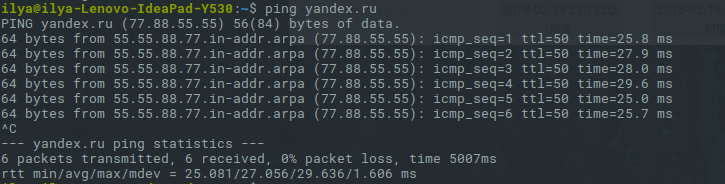 ilya@ilya-Lenovo-IdeaPad-Y530:~$ ping yandex.ru
PING yandex.ru (77.88.55.55) 56(84) bytes of data.
64 bytes from 55.55.88.77.in-addr.arpa (77.88.55.55): icmp_seq=1 ttl=50 time=25.8 ms
64 bytes from 55.55.88.77.in-addr.arpa (77.88.55.55): icmp_seq=2 ttl=50 time=27.9 ms
64 bytes from 55.55.88.77.in-addr.arpa (77.88.55.55): icmp_seq=3 ttl=50 time=28.0 ms
64 bytes from 55.55.88.77.in-addr.arpa (77.88.55.55): icmp_seq=4 ttl=50 time=29.6 ms
64 bytes from 55.55.88.77.in-addr.arpa (77.88.55.55): icmp_seq=5 ttl=50 time=25.0 ms
64 bytes from 55.55.88.77.in-addr.arpa (77.88.55.55): icmp_seq=6 ttl=50 time=25.7 ms
^C
--- yandex.ru ping statistics ---
6 packets transmitted, 6 received, 0% packet loss, time 5007ms
rtt min/avg/max/mdev = 25.081/27.056/29.636/1.606 ms